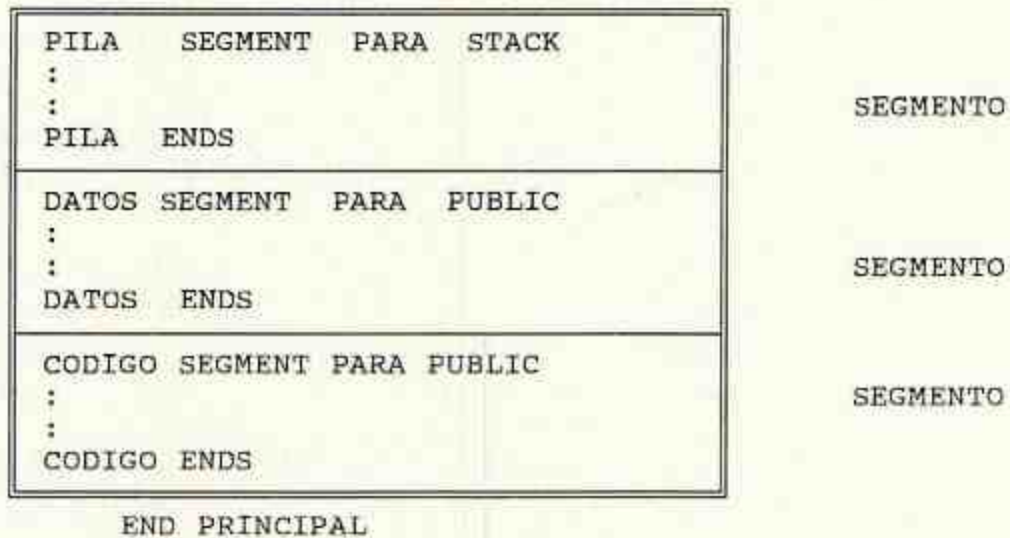 PILA SEGMENT PARA STACK
:
: SEGMENTO
PILA ENDS
DATOS SEGMENT PARA PUBLIC
:
: SEGMENTO
DATOS ENDS
CODIGO SEGMENT PARA PUBLIC
: SEGMENTO
:
CODIGO ENDS
END PRINCIPAL